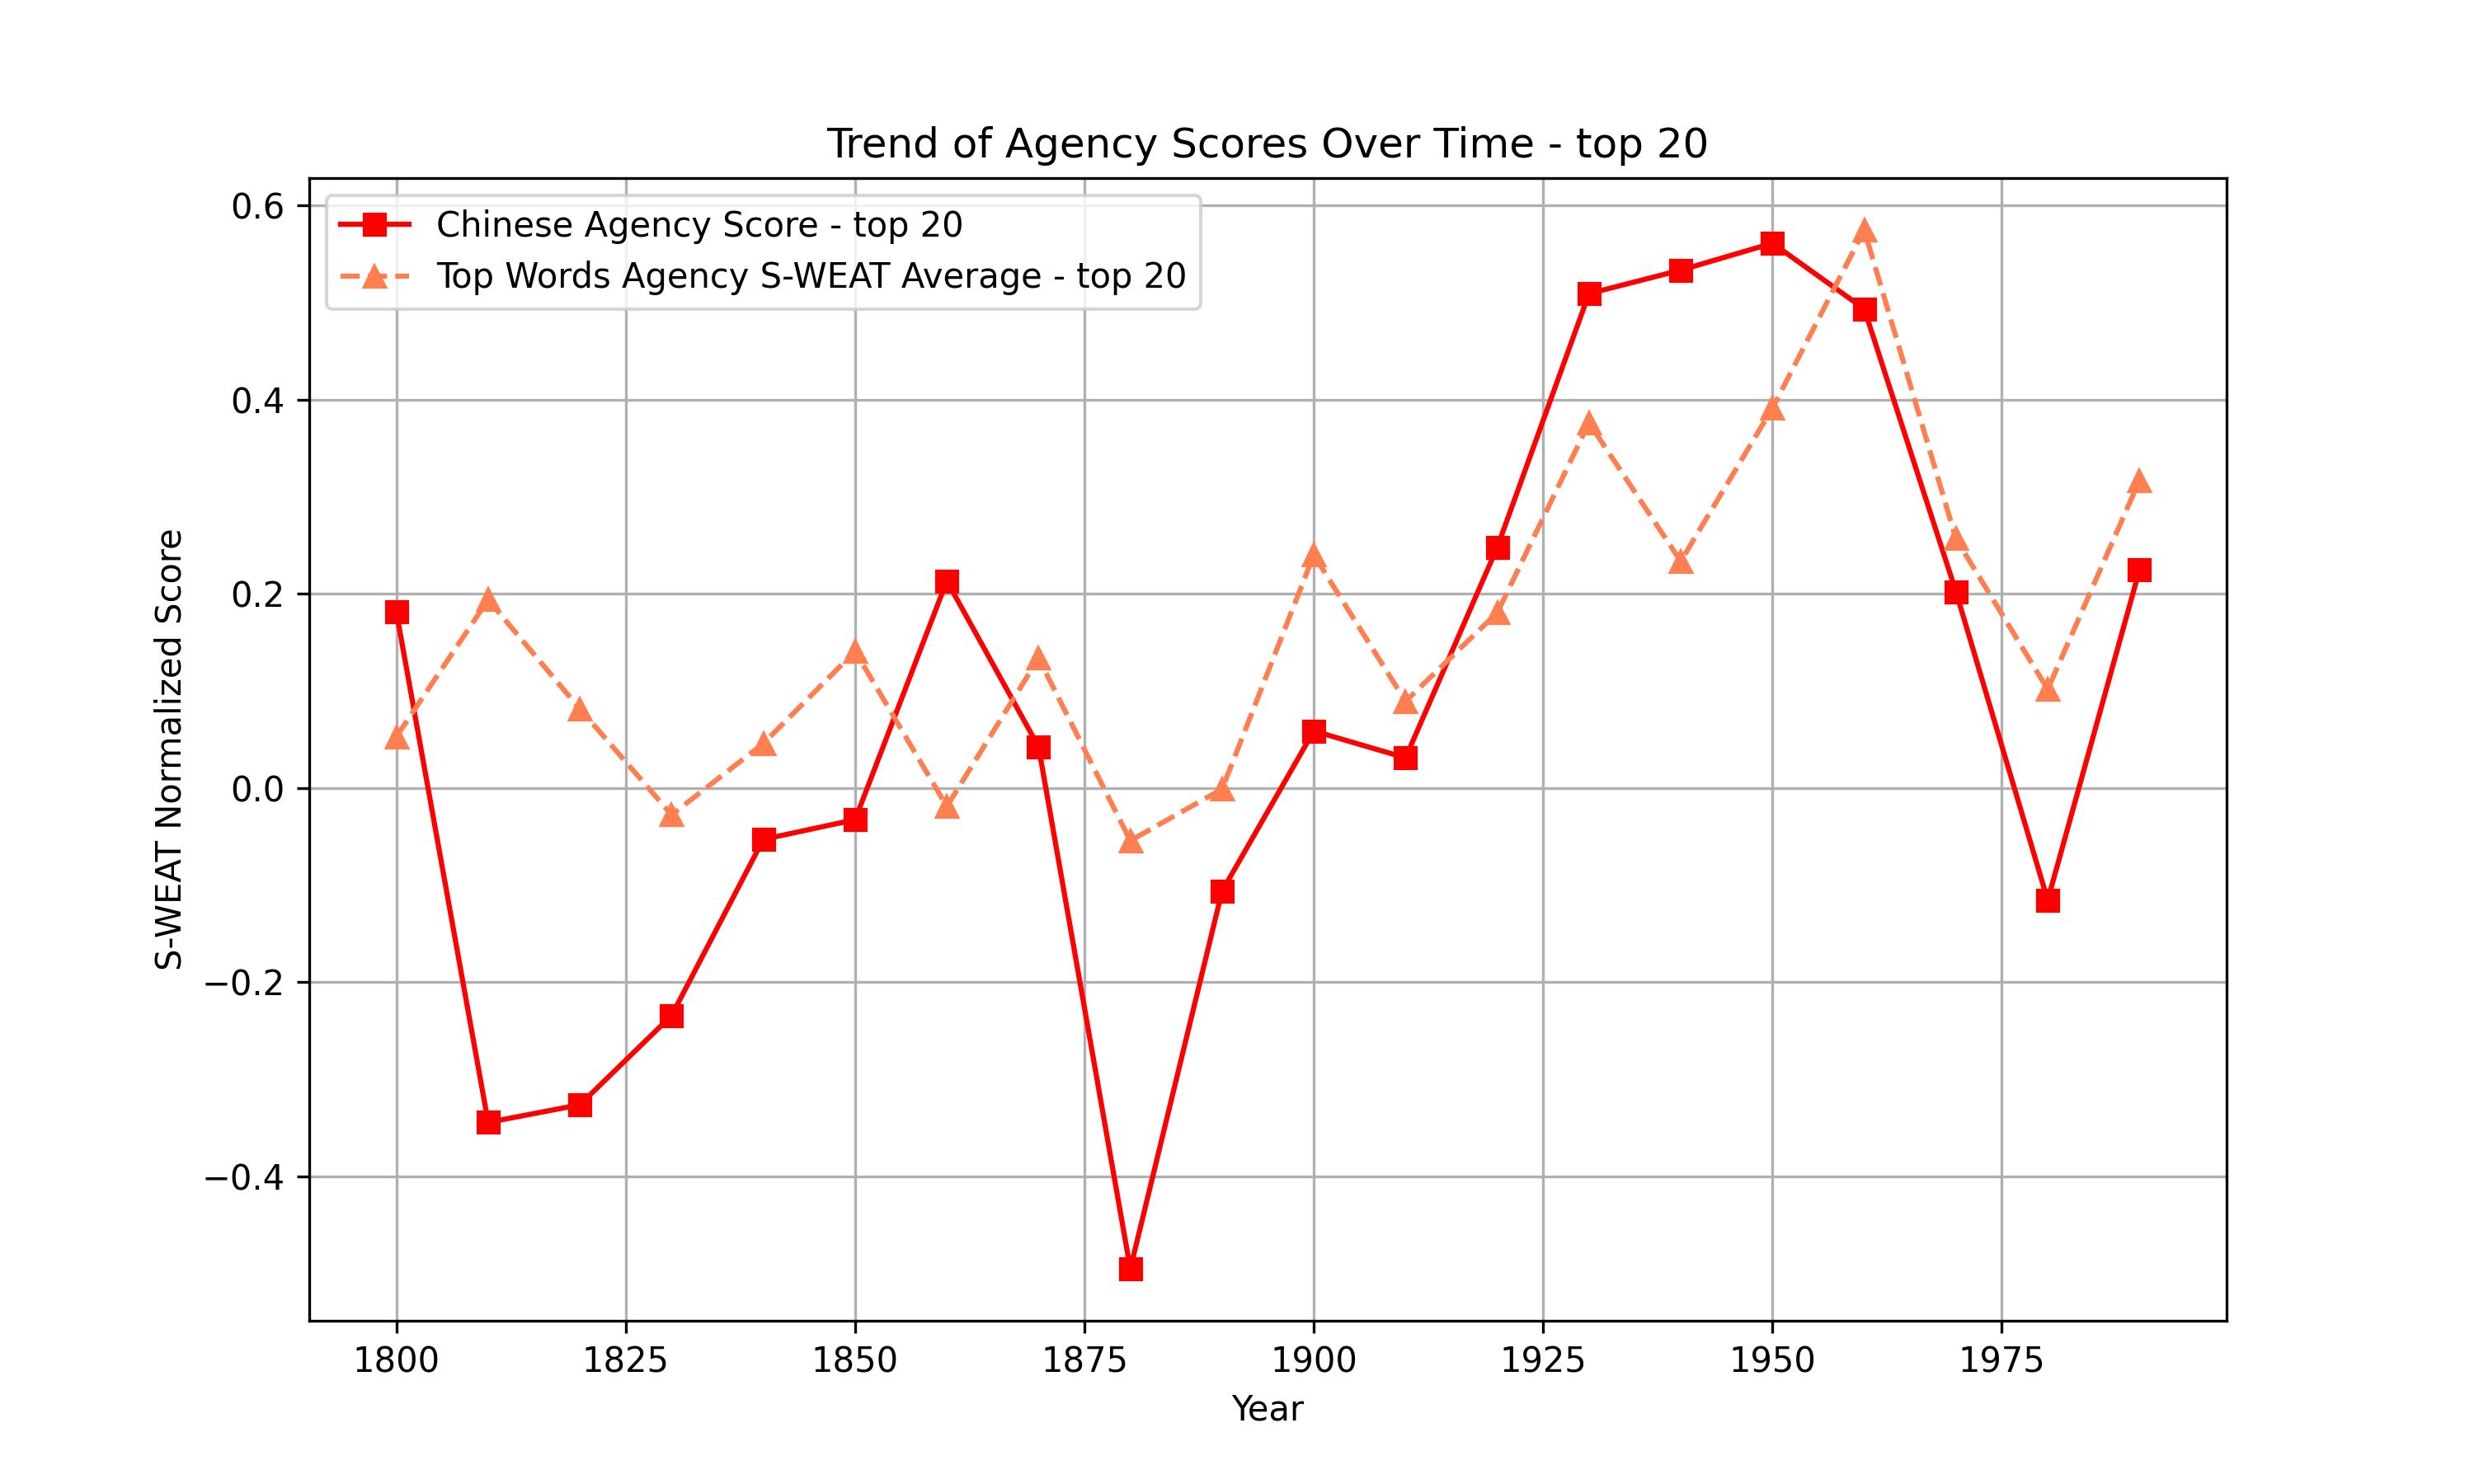 Trend of Agency Scores Over Time - top 20
Chinese Agency Score - top 20
Top Words Agency S-WEAT Average - top 20
S-WEAT Normalized Score
0.6
0.4
0.2
0.0
−0.2
−0.4
1800 1825 1850 1875 1900 1925 1950 1975
Year